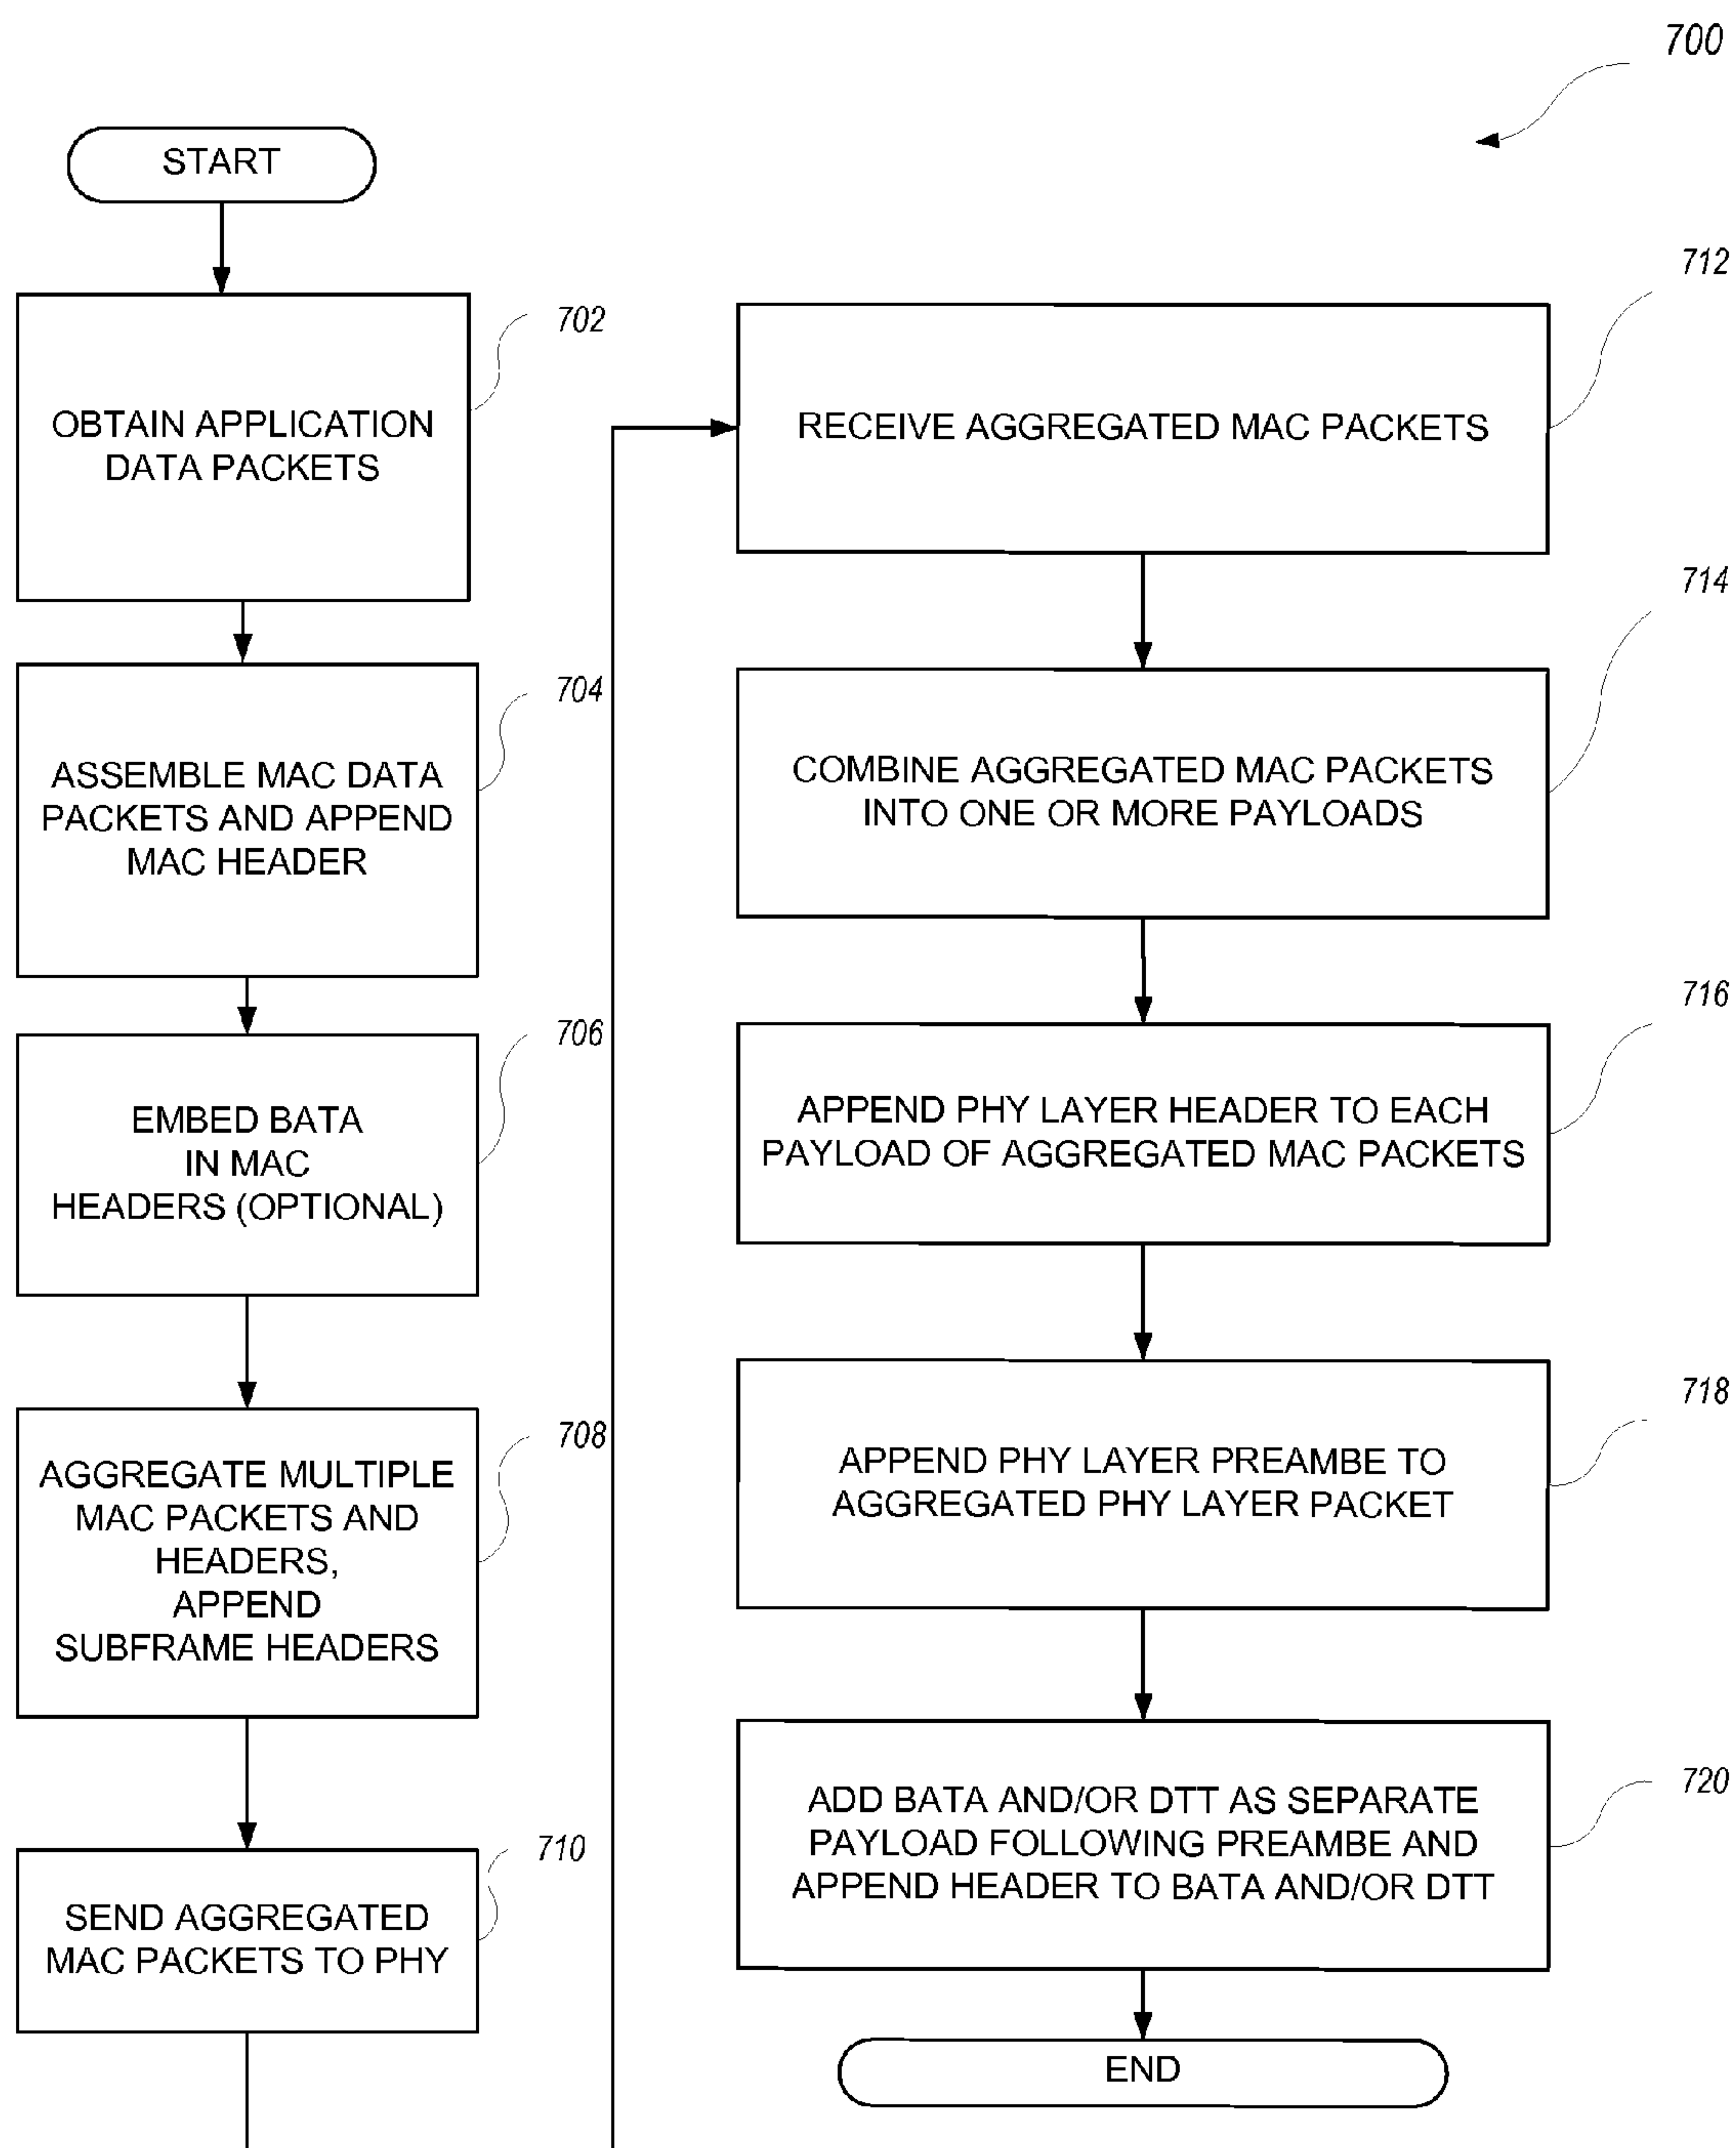 700
START
702
OBTAIN APPLICATION
DATA PACKETS
704
ASSEMBLE MAC DATA
PACKETS AND APPEND
MAC HEADER
706
EMBED BATA
IN MAC
HEADERS (OPTIONAL)
708
AGGREGATE MULTIPLE
MAC PACKETS AND
HEADERS,
APPEND
SUBFRAME HEADERS
710
SEND AGGREGATED
MAC PACKETS TO PHY
712
RECEIVE AGGREGATED MAC PACKETS
714
COMBINE AGGREGATED MAC PACKETS
INTO ONE OR MORE PAYLOADS
716
APPEND PHY LAYER HEADER TO EACH
PAYLOAD OF AGGREGATED MAC PACKETS
718
APPEND PHY LAYER PREAMBE TO
AGGREGATED PHY LAYER PACKET
720
ADD BATA AND/OR DTT AS SEPARATE
PAYLOAD FOLLOWING PREAMBE AND
APPEND HEADER TO BATA AND/OR DTT
END